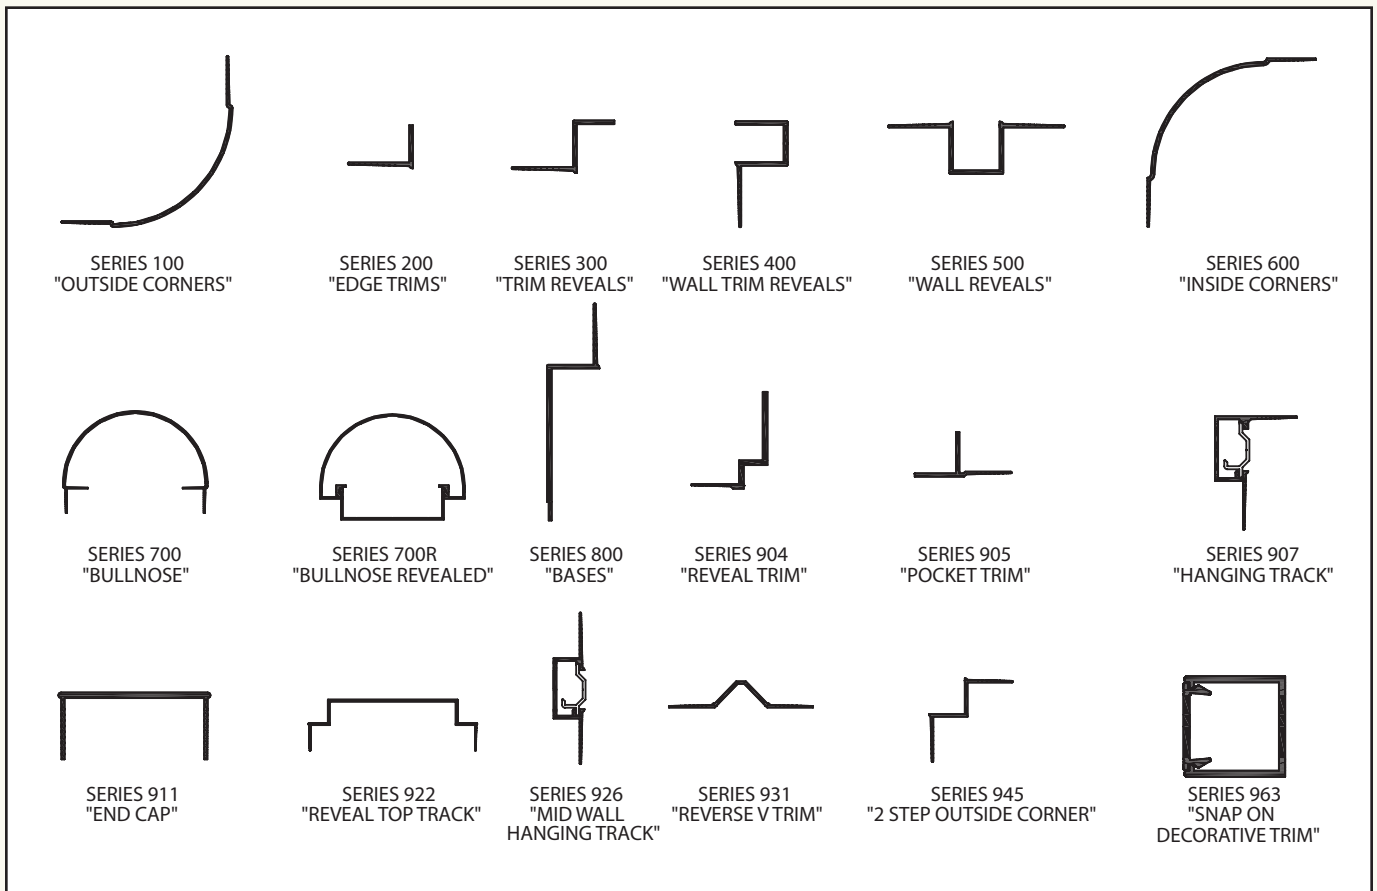 SERIES 100
"OUTSIDE CORNERS"
SERIES 200
"EDGE TRIMS"
SERIES 300
"TRIM REVEALS"
SERIES 400
"WALL TRIM REVEALS"
SERIES 500
"WALL REVEALS"
SERIES 600
"INSIDE CORNERS"
SERIES 700
"BULLNOSE"
SERIES 700R
"BULLNOSE REVEALED"
SERIES 800
"BASES"
SERIES 904
"REVEAL TRIM"
SERIES 905
"POCKET TRIM"
SERIES 907
"HANGING TRACK"
SERIES 911
"END CAP"
SERIES 922
"REVEAL TOP TRACK"
SERIES 926
"MID WALL
HANGING TRACK"
SERIES 931
"REVERSE V TRIM"
SERIES 945
"2 STEP OUTSIDE CORNER"
SERIES 963
"SNAP ON
DECORATIVE TRIM"